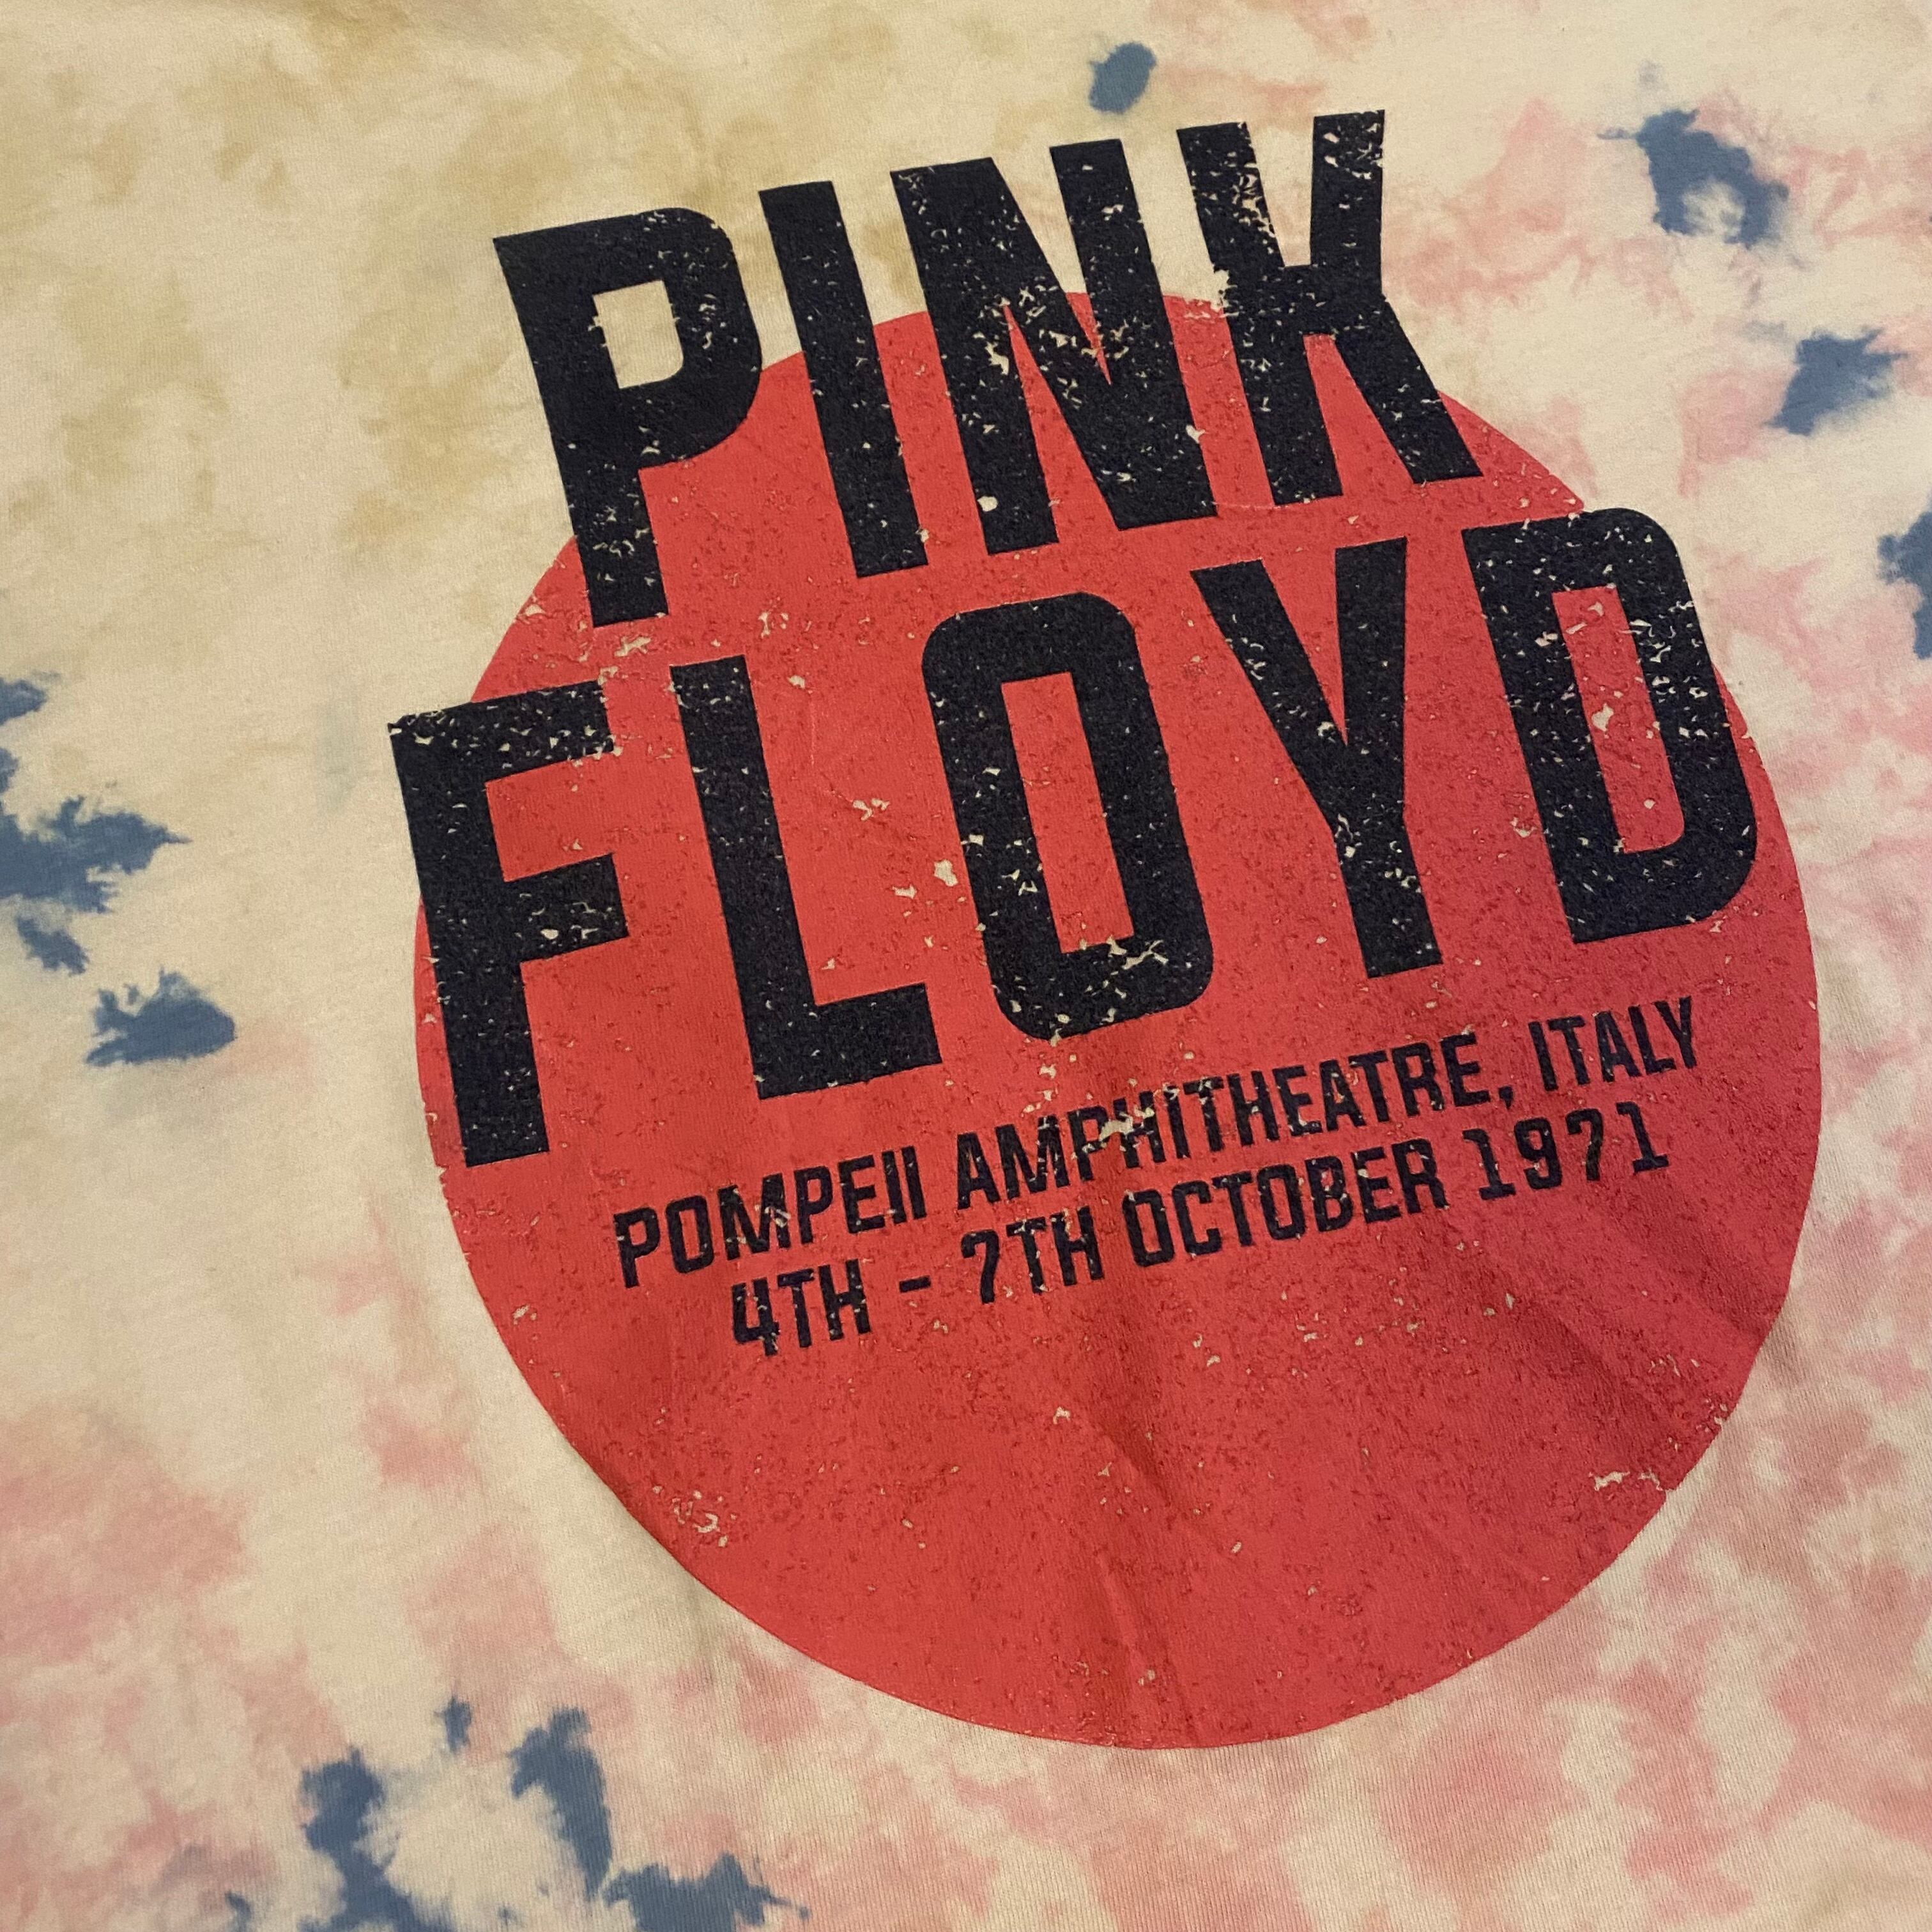 PINK
FLOYD
POMPEII AMPHITHEATRE, ITALY
4TH - 7TH OCTOBER 1971